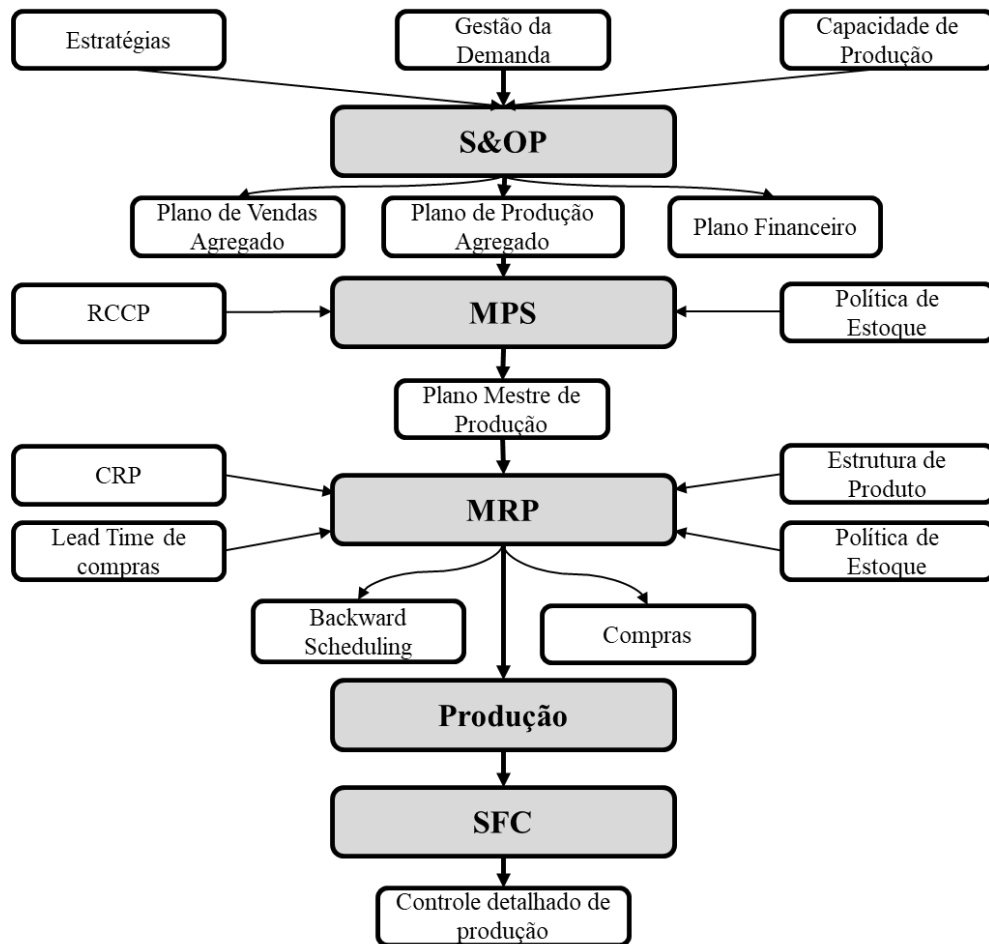 Estratégias
Gestão da
Demanda
Capacidade de
Produção
S&OP
Plano de Vendas
Agregado
Plano de Produção
Agregado
Plano Financeiro
RCCP
MPS
Política de
Estoque
Plano Mestre de
Produção
CRP
MRP
Estrutura de
Produto
Lead Time de
compras
Política de
Estoque
Backward
Scheduling
Compras
Produção
SFC
Controle detalhado de
produção